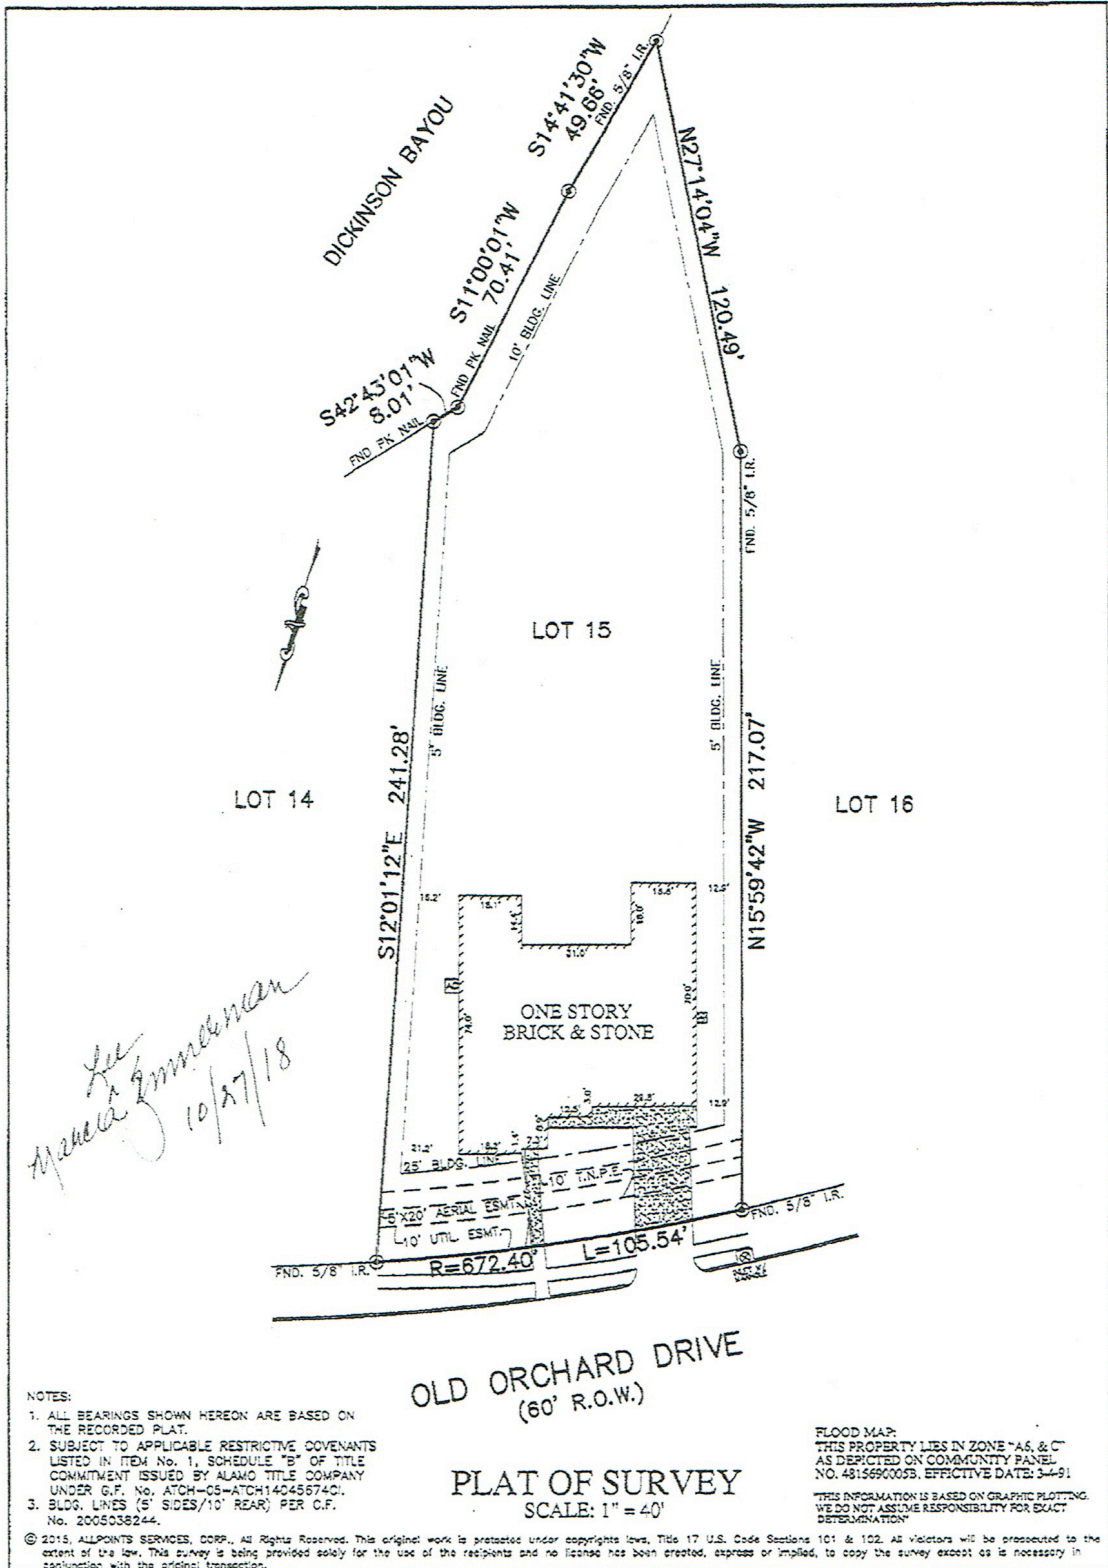 DICKINSON BAYOU
S14°41'30"W
49.66'
FND. 5/8" I.R.
N27°14'04"W 120.49'
S11°00'01"W
70.41'
FND PK NAIL
10' BLDG. LINE
S42°43'01"W
8.01'
FND PK NAIL
FND. 5/8" I.R.
LOT 15
5' BLDG. LINE
5' BLDG. LINE
S12°01'12"E 241.28'
N15°59'42"W 217.07'
LOT 14
LOT 16
15.1'
21.0'
ONE STORY
BRICK & STONE
Lee
Marcia Zimmerman
10/27/18
25' BLDG. LINE
10' T.N.P.E.
5'X20' AERIAL ESMT.
10' UTIL ESMT.
FND. 5/8" I.R.
FND. 5/8" I.R.
R=672.40' L=105.54'
OLD ORCHARD DRIVE
(60' R.O.W.)
NOTES:
1. ALL BEARINGS SHOWN HEREON ARE BASED ON
THE RECORDED PLAT.
2. SUBJECT TO APPLICABLE RESTRICTIVE COVENANTS
LISTED IN ITEM No. 1, SCHEDULE "B" OF TITLE
COMMITMENT ISSUED BY ALAMO TITLE COMPANY
UNDER G.F. No.
3. BLDG. LINES (5' SIDES/10' REAR) PER C.F.
No. 2005038244.
PLAT OF SURVEY
SCALE: 1" = 40'
FLOOD MAP:
THIS PROPERTY LIES IN ZONE "A6, & C"
AS DEPICTED ON COMMUNITY PANEL
NO. 4815690005B, EFFECTIVE DATE: 3-4-91
"THIS INFORMATION IS BASED ON GRAPHIC PLOTTING.
WE DO NOT ASSUME RESPONSIBILITY FOR EXACT
DETERMINATION"
© 2015, ALLPOINTS SERVICES, CORP., All Rights Reserved. This original work is protected under copyrights laws, Title 17 U.S. Code Sections 101 & 102. All violators will be prosecuted to the
extent of the law. This survey is being provided solely for the use of the recipients and no license has been created, express or implied, to copy the survey except as is necessary in
conjunction with the original transaction.